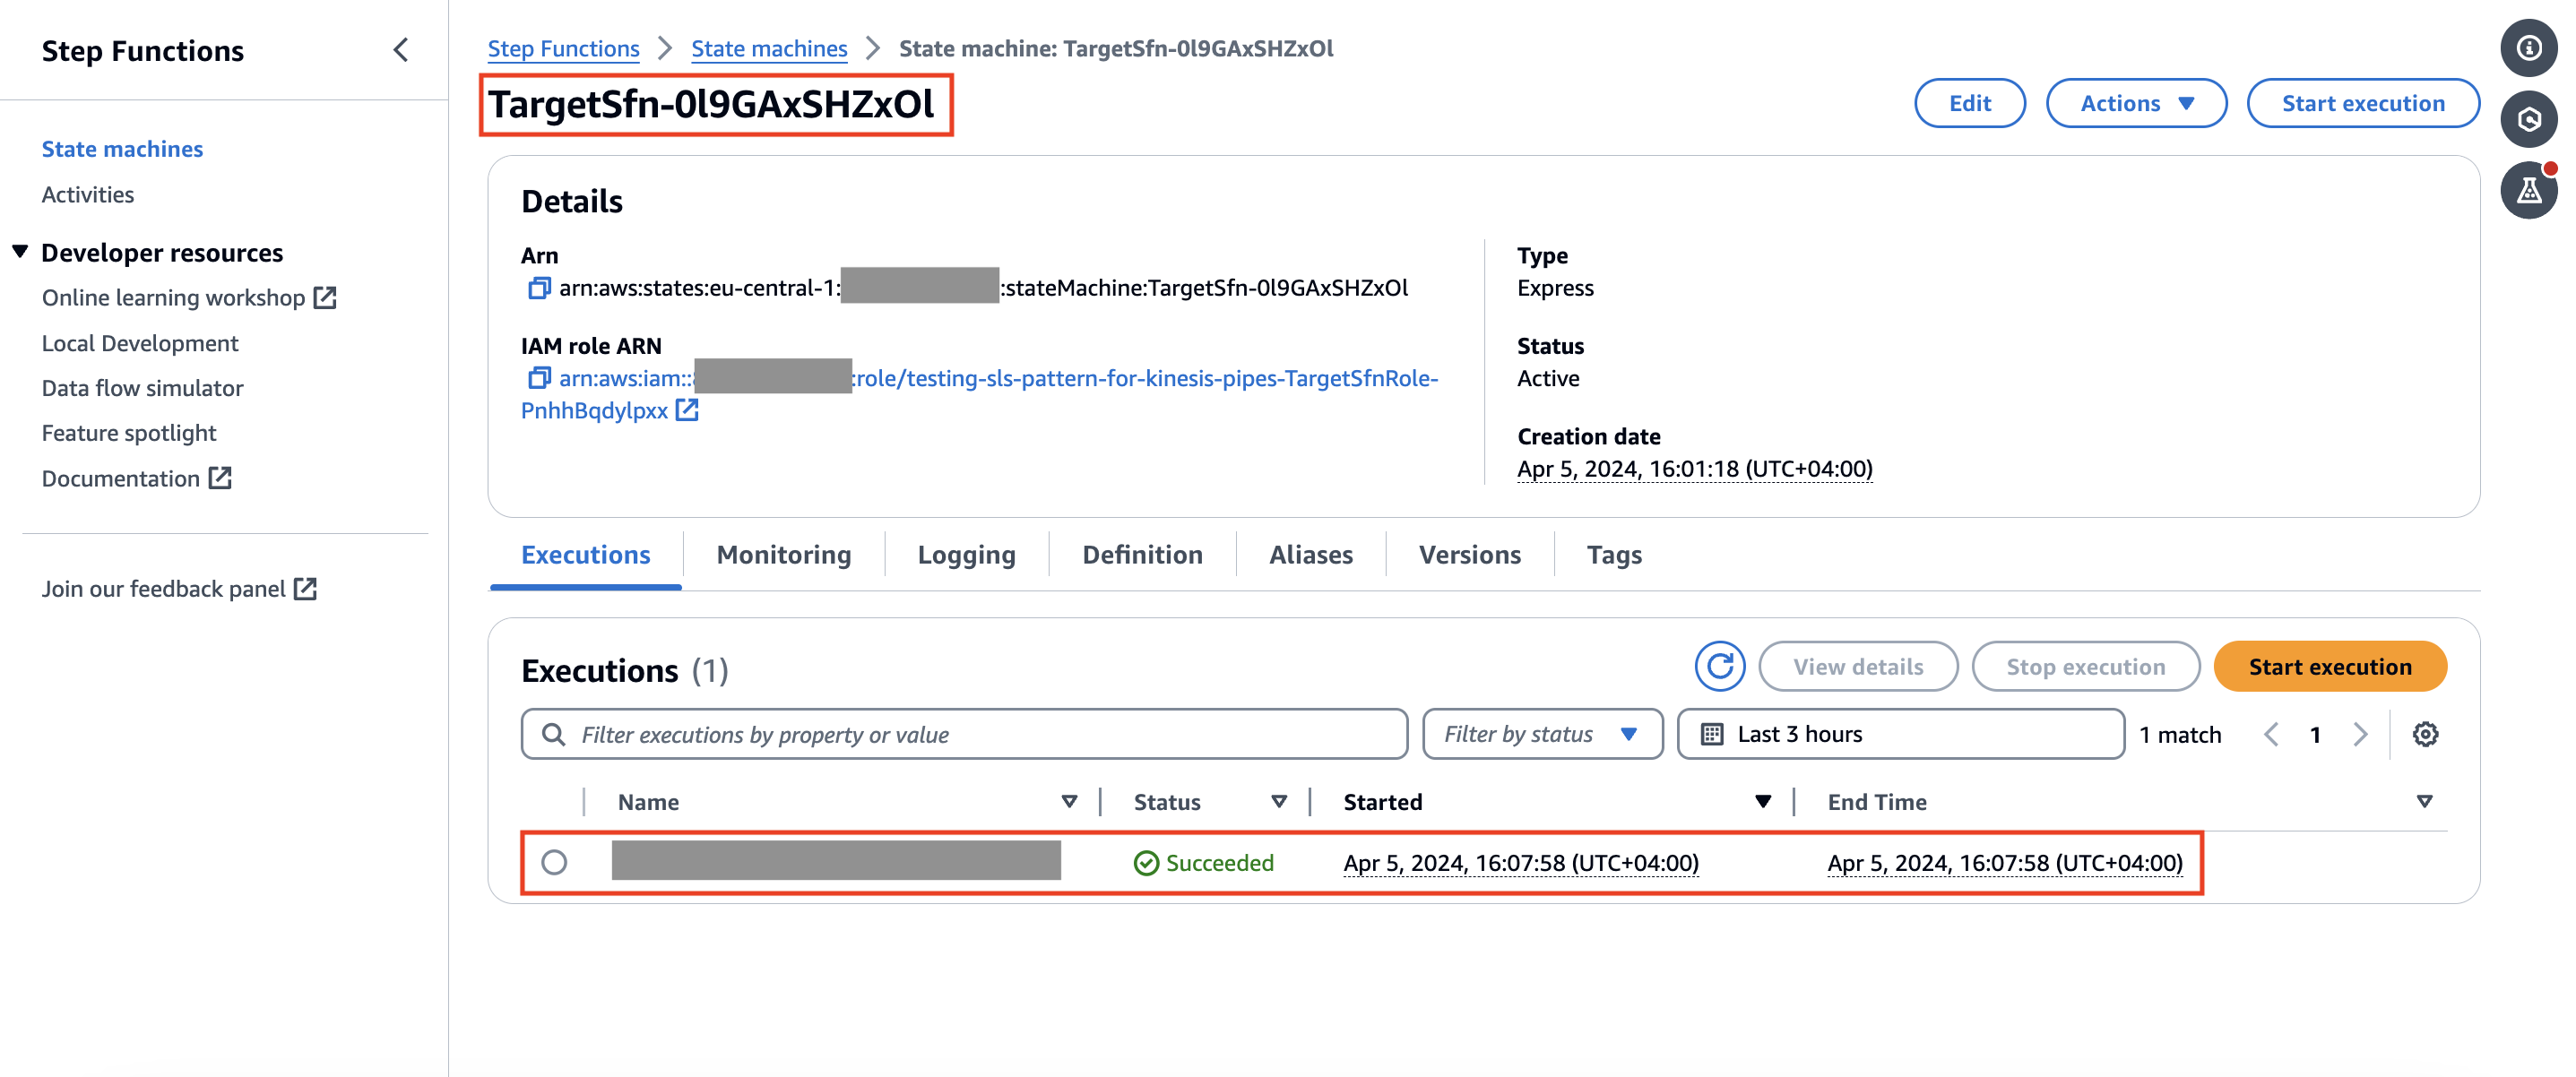 Step Functions
State machines
Activities
Developer resources
Online learning workshop
Local Development
Data flow simulator
Feature spotlight
Documentation
Join our feedback panel
Step Functions State machines State machine: TargetSfn-0l9GAxSHZxOl
TargetSfn-0l9GAxSHZxOl
Edit Actions Start execution
Details
Arn
arn:aws:states:eu-central-1: :stateMachine:TargetSfn-0l9GAxSHZxOl
IAM role ARN
arn:aws:iam:: :role/testing-sls-pattern-for-kinesis-pipes-TargetSfnRole-
PnhhBqdylpxx
Type
Express
Status
Active
Creation date
Apr 5, 2024, 16:01:18 (UTC+04:00)
Executions Monitoring Logging Definition Aliases Versions Tags
Executions (1)
View details Stop execution Start execution
Filter executions by property or value Filter by status Last 3 hours 1 match 1
Name Status Started End Time
Succeeded Apr 5, 2024, 16:07:58 (UTC+04:00) Apr 5, 2024, 16:07:58 (UTC+04:00)